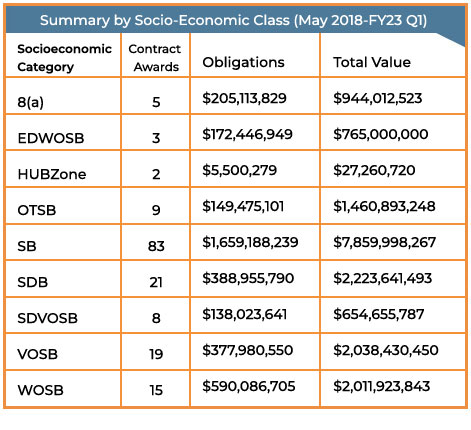 Summary by Socio-Economic Class (May 2018-FY23 Q1)
Socioeconomic Category Contract Awards Obligations Total Value
8(a) 5 $205,113,829 $944,012,523
EDWOSB 3 $172,446,949 $765,000,000
HUBZone 2 $5,500,279 $27,260,720
OTSB 9 $149,475,101 $1,460,893,248
SB 83 $1,659,188,239 $7,859,998,267
SDB 21 $388,955,790 $2,223,641,493
SDVOSB 8 $138,023,641 $654,655,787
VOSB 19 $377,980,550 $2,038,430,450
WOSB 15 $590,086,705 $2,011,923,843